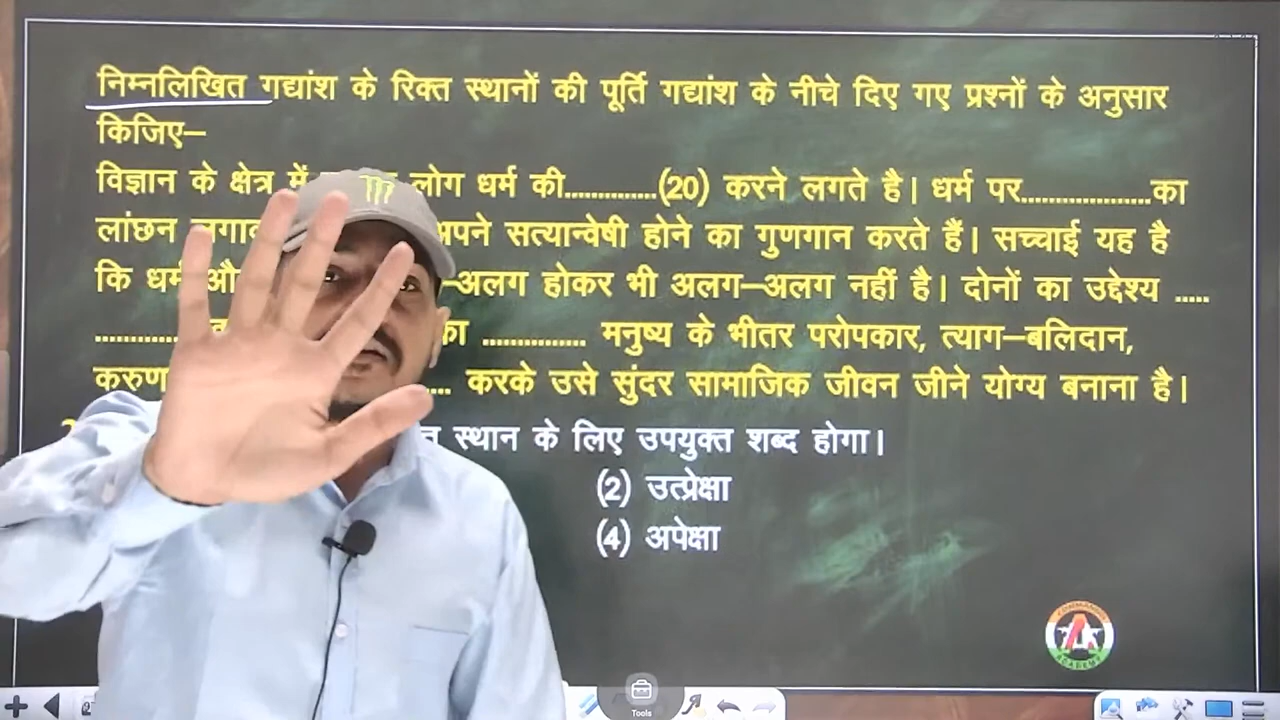 निम्नलिखित गद्यांश के रिक्त स्थानों की पूर्ति गद्यांश के नीचे दिए गए प्रश्नों के अनुसार
किजिए–
विज्ञान के क्षेत्र में लोग धर्म की.............(20) करने लगते है। धर्म पर...................का
लांछन अपने सत्यान्वेषी होने का गुणगान करते हैं। सच्चाई यह है
कि –अलग होकर भी अलग–अलग नहीं है। दोनों का उद्देश्य .....
............. का ............... मनुष्य के भीतर परोपकार, त्याग–बलिदान,
.... करके उसे सुंदर सामाजिक जीवन जीने योग्य बनाना है।
स्थान के लिए उपयुक्त शब्द होगा।
(2) उत्प्रेक्षा
(4) अपेक्षा
ACADEMY
Tools